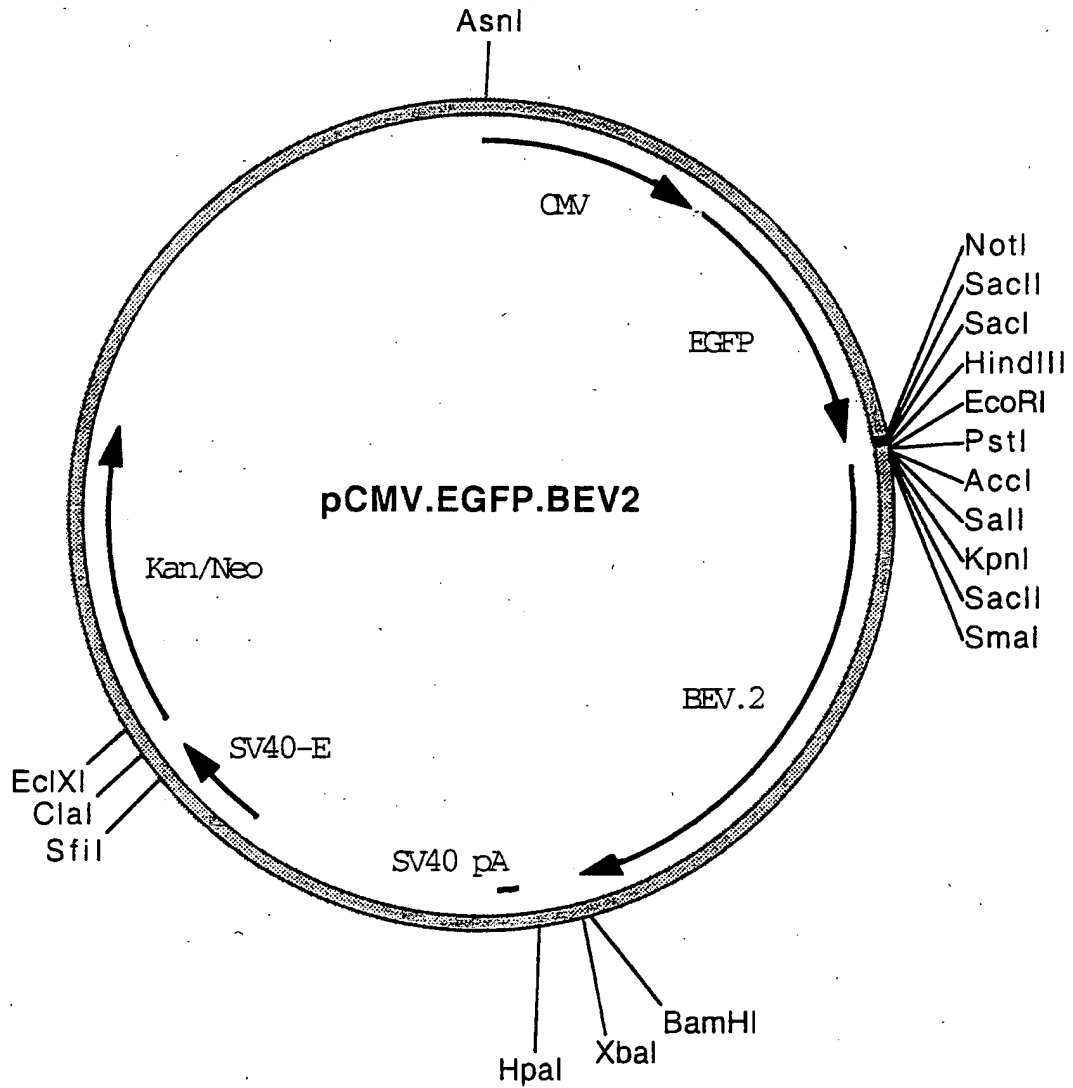 AsnI
CMV
EGFP
NotI
SacII
SacI
HindIII
EcoRI
PstI
AccI
SalI
KpnI
SacII
SmaI
pCMV.EGFP.BEV2
Kan/Neo
BEV.2
SV40-E
EclXI
ClaI
SfiI
SV40 pA
BamHI
XbaI
HpaI